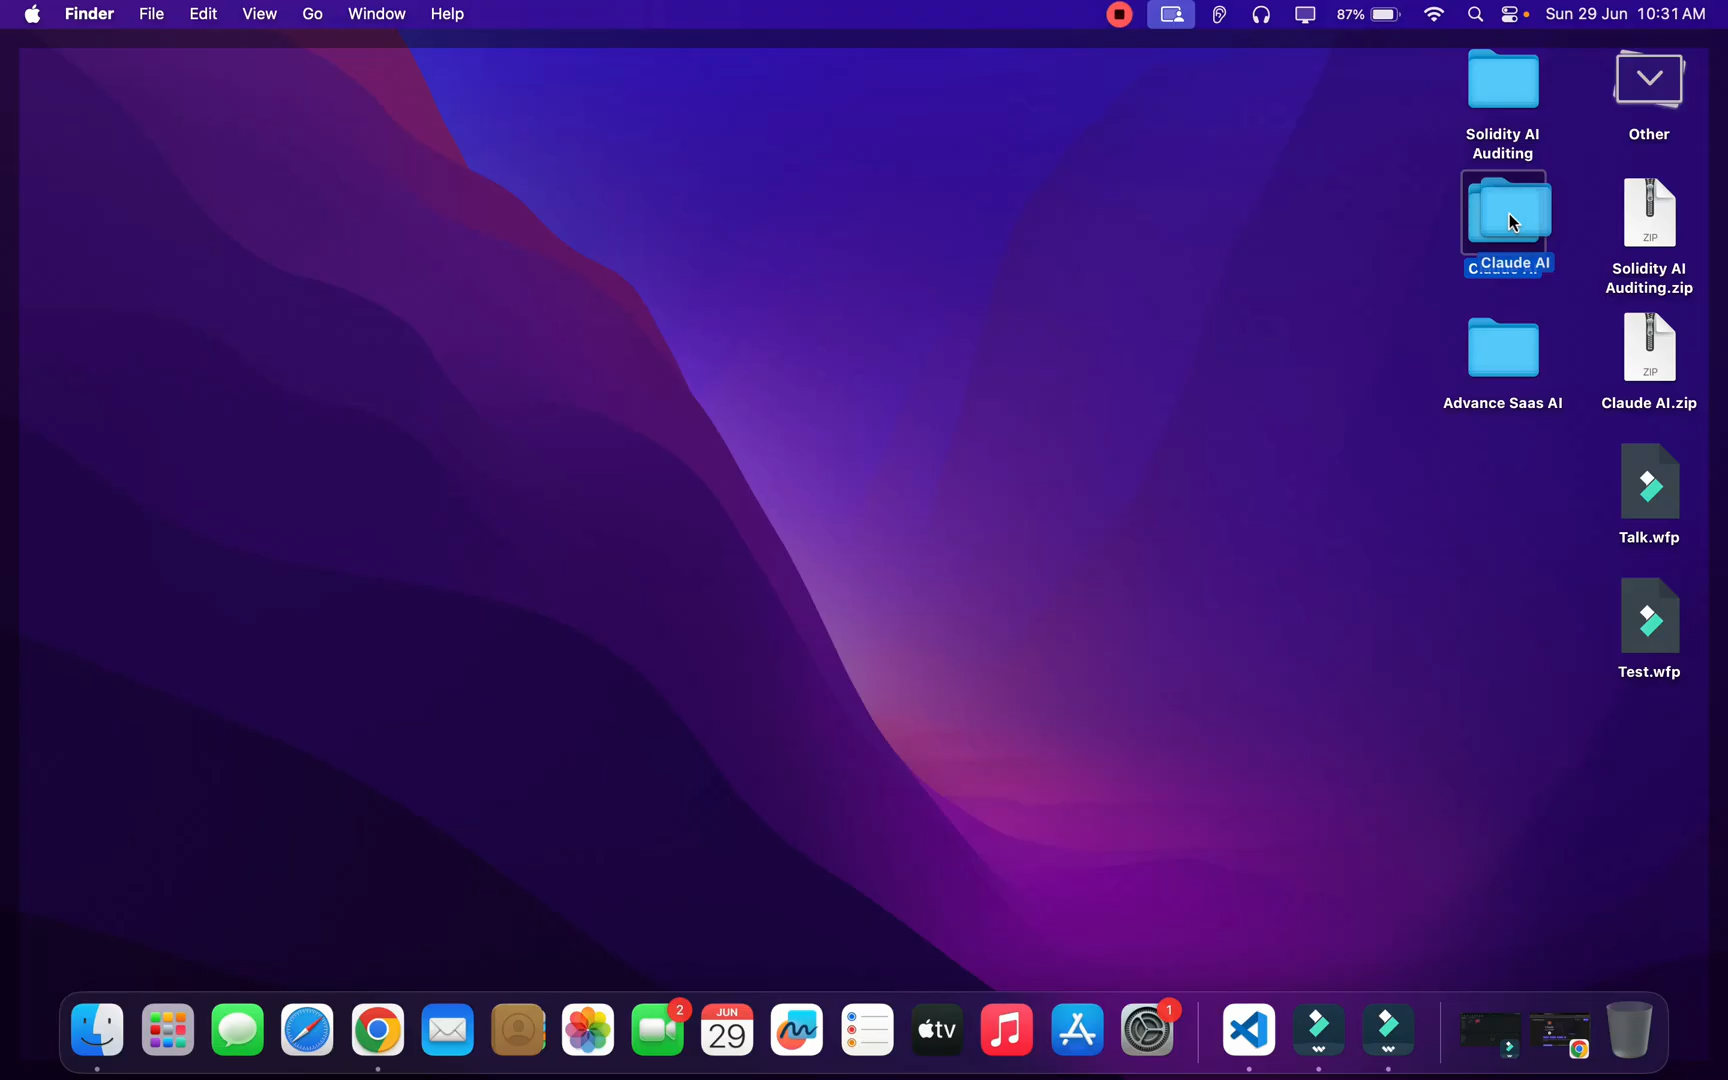 Finder File Edit View Go Window Help 87% Sun 29 Jun 10:31 AM
Solidity AI
Auditing
Other
ZIP
Claude AI
Solidity AI
Auditing.zip
ZIP
Advance Saas AI
Claude AI.zip
Talk.wfp
Test.wfp
2
JUN
29
tv
1